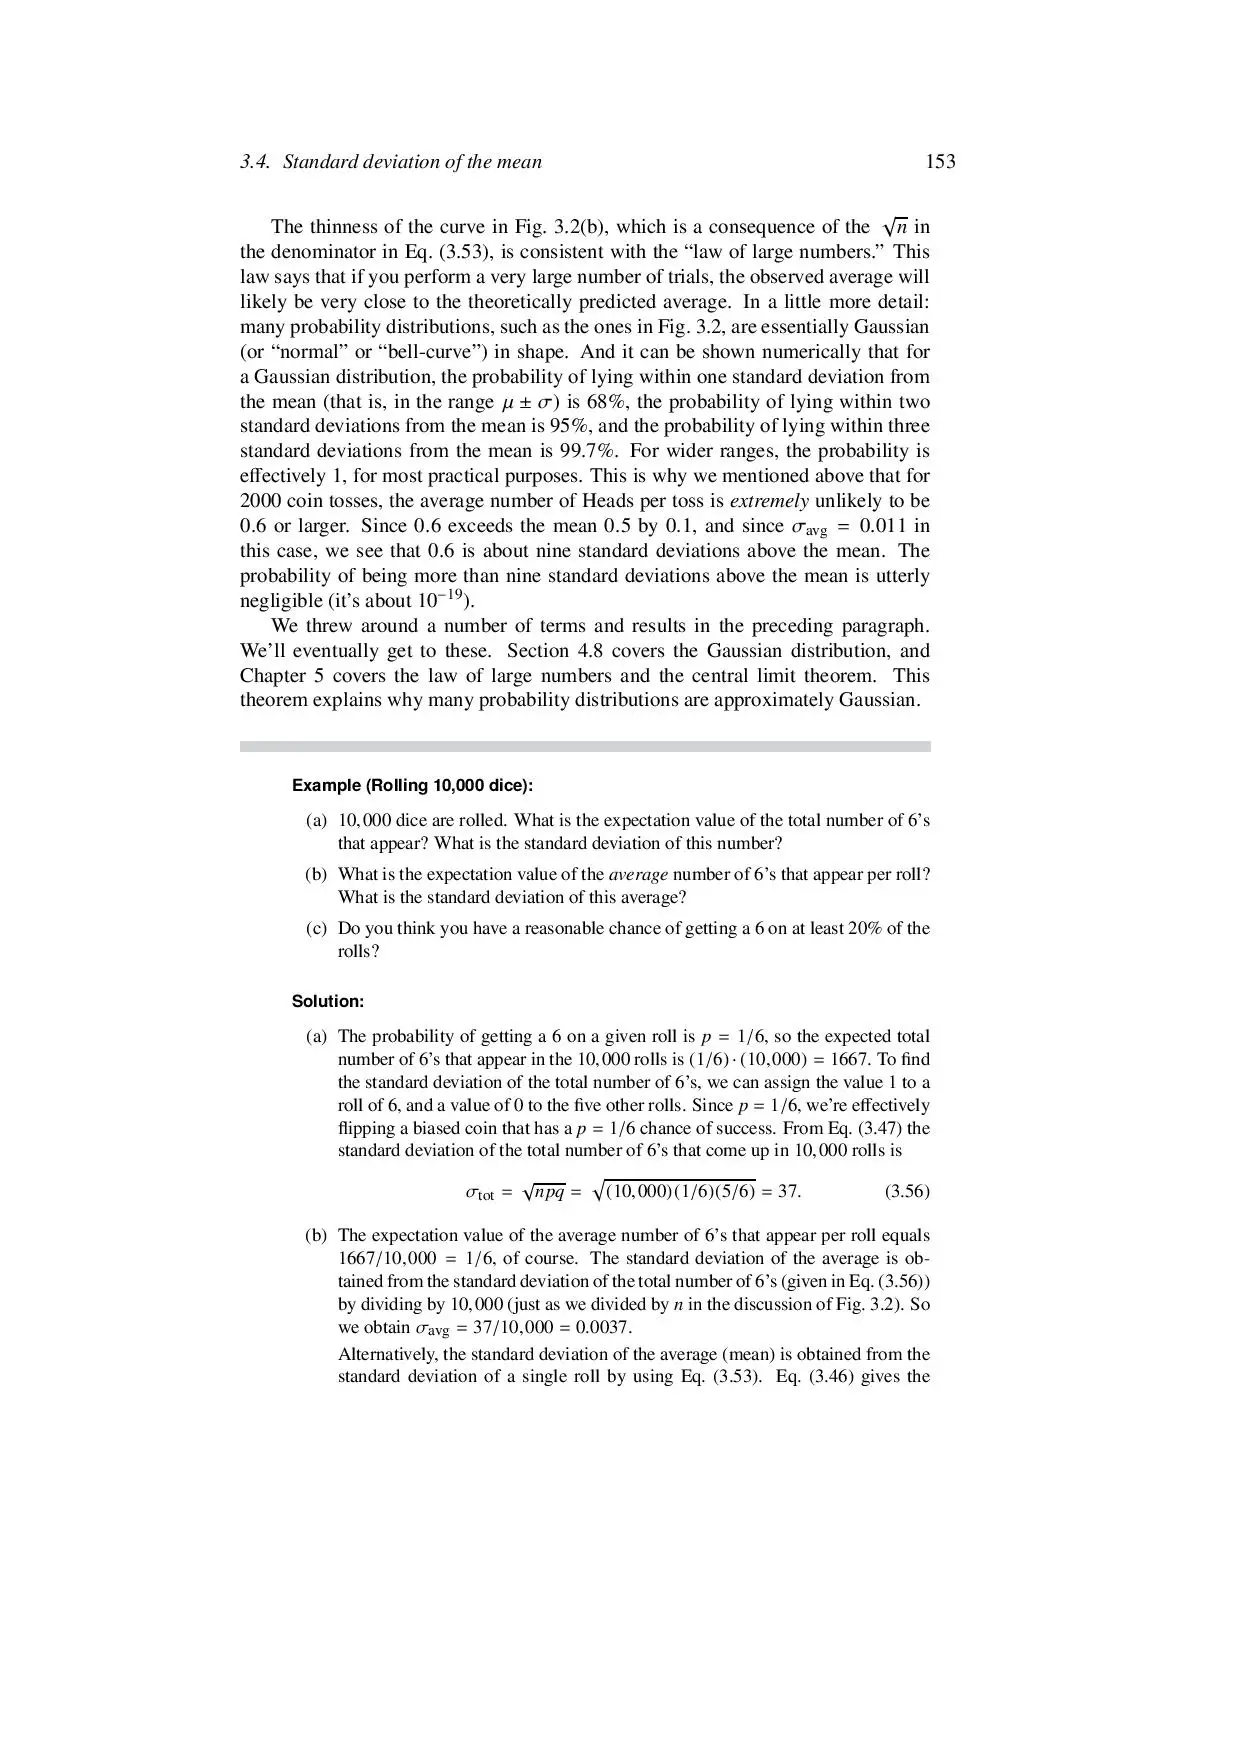 3.4. Standard deviation of the mean 153
The thinness of the curve in Fig. 3.2(b), which is a consequence of the √n in
the denominator in Eq. (3.53), is consistent with the “law of large numbers.” This
law says that if you perform a very large number of trials, the observed average will
likely be very close to the theoretically predicted average. In a little more detail:
many probability distributions, such as the ones in Fig. 3.2, are essentially Gaussian
(or “normal” or “bell-curve”) in shape. And it can be shown numerically that for
a Gaussian distribution, the probability of lying within one standard deviation from
the mean (that is, in the range μ ± σ) is 68%, the probability of lying within two
standard deviations from the mean is 95%, and the probability of lying within three
standard deviations from the mean is 99.7%. For wider ranges, the probability is
effectively 1, for most practical purposes. This is why we mentioned above that for
2000 coin tosses, the average number of Heads per toss is extremely unlikely to be
0.6 or larger. Since 0.6 exceeds the mean 0.5 by 0.1, and since σavg = 0.011 in
this case, we see that 0.6 is about nine standard deviations above the mean. The
probability of being more than nine standard deviations above the mean is utterly
negligible (it’s about 10⁻¹⁹).
We threw around a number of terms and results in the preceding paragraph.
We’ll eventually get to these. Section 4.8 covers the Gaussian distribution, and
Chapter 5 covers the law of large numbers and the central limit theorem. This
theorem explains why many probability distributions are approximately Gaussian.
Example (Rolling 10,000 dice):
(a) 10,000 dice are rolled. What is the expectation value of the total number of 6’s
that appear? What is the standard deviation of this number?
(b) What is the expectation value of the average number of 6’s that appear per roll?
What is the standard deviation of this average?
(c) Do you think you have a reasonable chance of getting a 6 on at least 20% of the
rolls?
Solution:
(a) The probability of getting a 6 on a given roll is p = 1/6, so the expected total
number of 6’s that appear in the 10,000 rolls is (1/6) · (10,000) = 1667. To find
the standard deviation of the total number of 6’s, we can assign the value 1 to a
roll of 6, and a value of 0 to the five other rolls. Since p = 1/6, we’re effectively
flipping a biased coin that has a p = 1/6 chance of success. From Eq. (3.47) the
standard deviation of the total number of 6’s that come up in 10,000 rolls is
σtot = √npq = √(10,000)(1/6)(5/6) = 37. (3.56)
(b) The expectation value of the average number of 6’s that appear per roll equals
1667/10,000 = 1/6, of course. The standard deviation of the average is ob-
tained from the standard deviation of the total number of 6’s (given in Eq. (3.56))
by dividing by 10,000 (just as we divided by n in the discussion of Fig. 3.2). So
we obtain σavg = 37/10,000 = 0.0037.
Alternatively, the standard deviation of the average (mean) is obtained from the
standard deviation of a single roll by using Eq. (3.53). Eq. (3.46) gives the